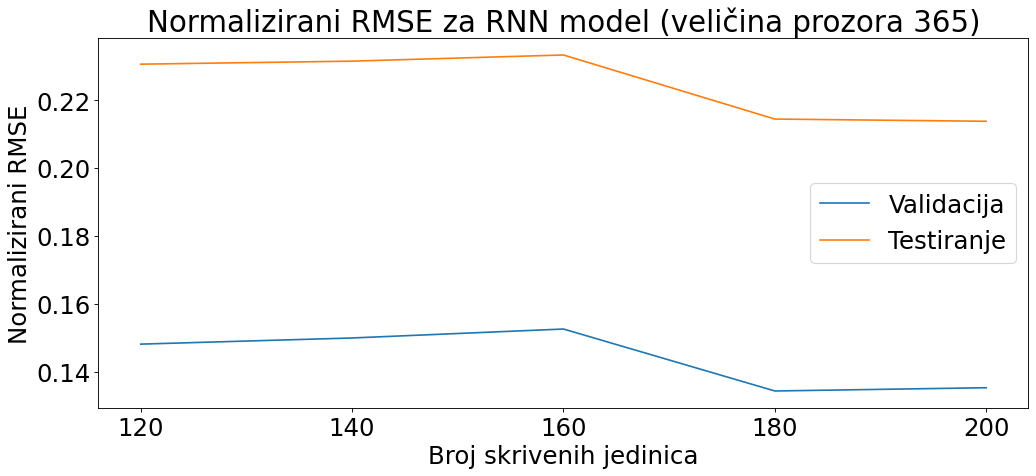 Normalizirani RMSE za RNN model (veličina prozora 365)
Normalizirani RMSE
0.22
0.20
0.18
0.16
0.14
Validacija
Testiranje
120 140 160 180 200
Broj skrivenih jedinica